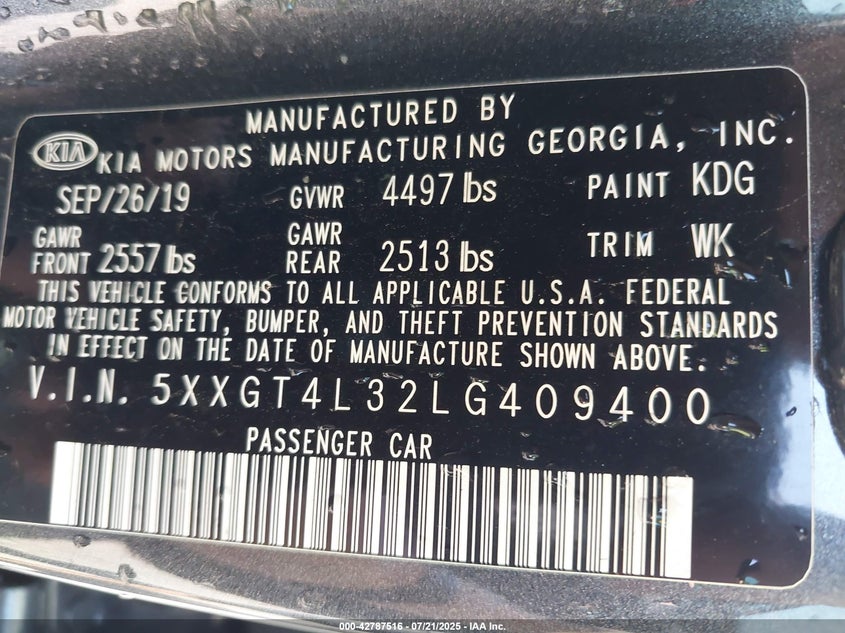 MANUFACTURED BY
KIA KIA MOTORS MANUFACTURING GEORGIA, INC.
SEP/26/19 GVWR 4497 lbs PAINT KDG
GAWR FRONT 2557 lbs GAWR REAR 2513 lbs TRIM WK
THIS VEHICLE CONFORMS TO ALL APPLICABLE U.S.A. FEDERAL
MOTOR VEHICLE SAFETY, BUMPER, AND THEFT PREVENTION STANDARDS
IN EFFECT ON THE DATE OF MANUFACTURE SHOWN ABOVE.
V.I.N. 5XXGT4L32LG409400
PASSENGER CAR
000-42787516 - 07/21/2025 - IAA Inc.